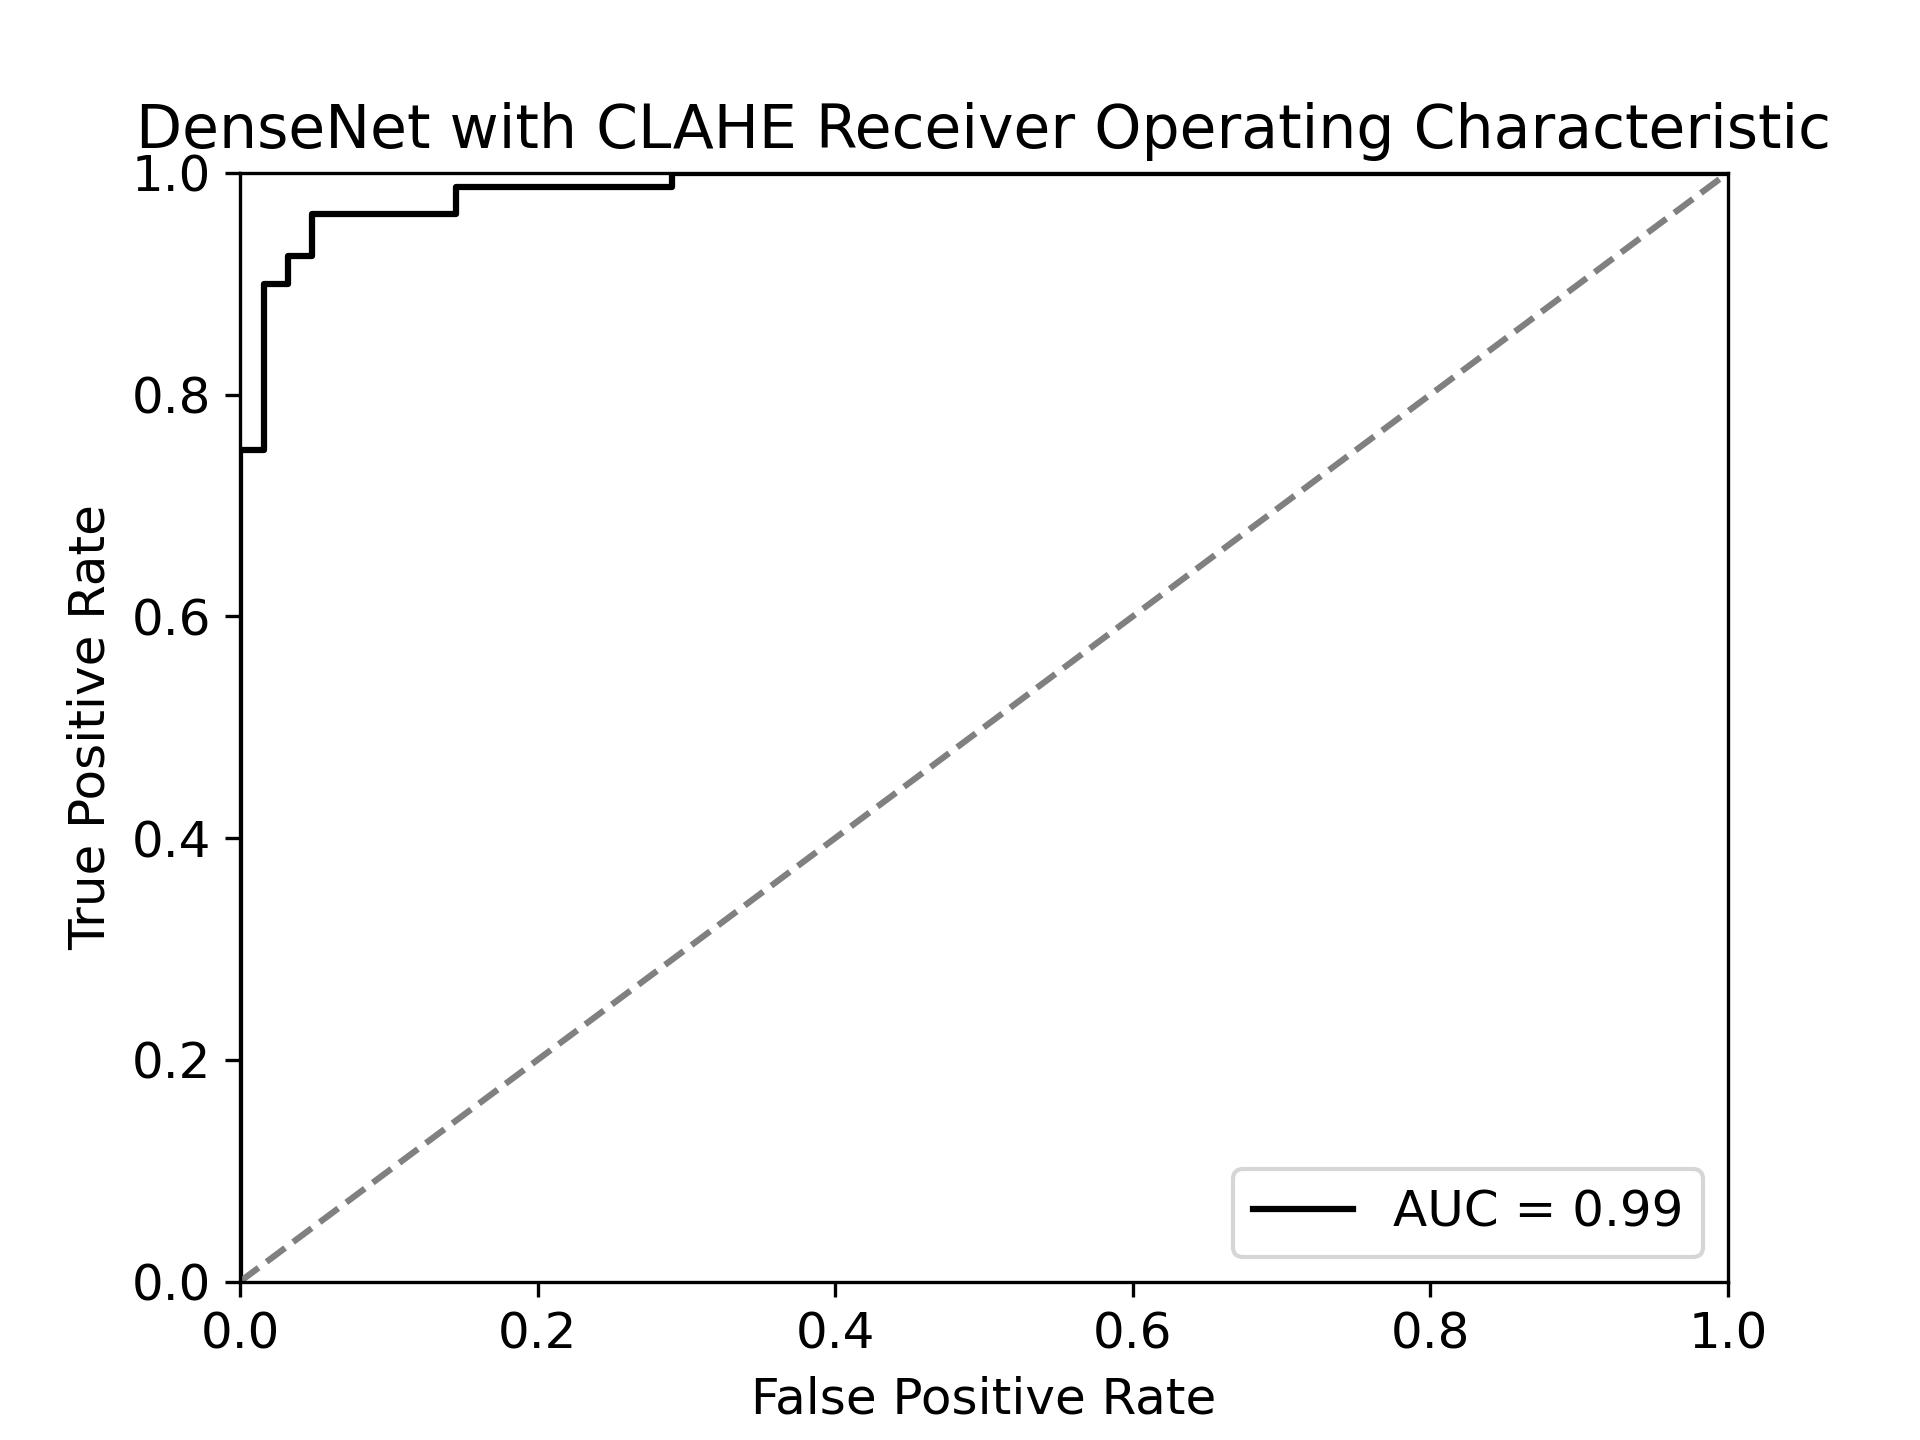 DenseNet with CLAHE Receiver Operating Characteristic
1.0
0.8
0.6
0.4
0.2
0.0
True Positive Rate
AUC = 0.99
0.0 0.2 0.4 0.6 0.8 1.0
False Positive Rate